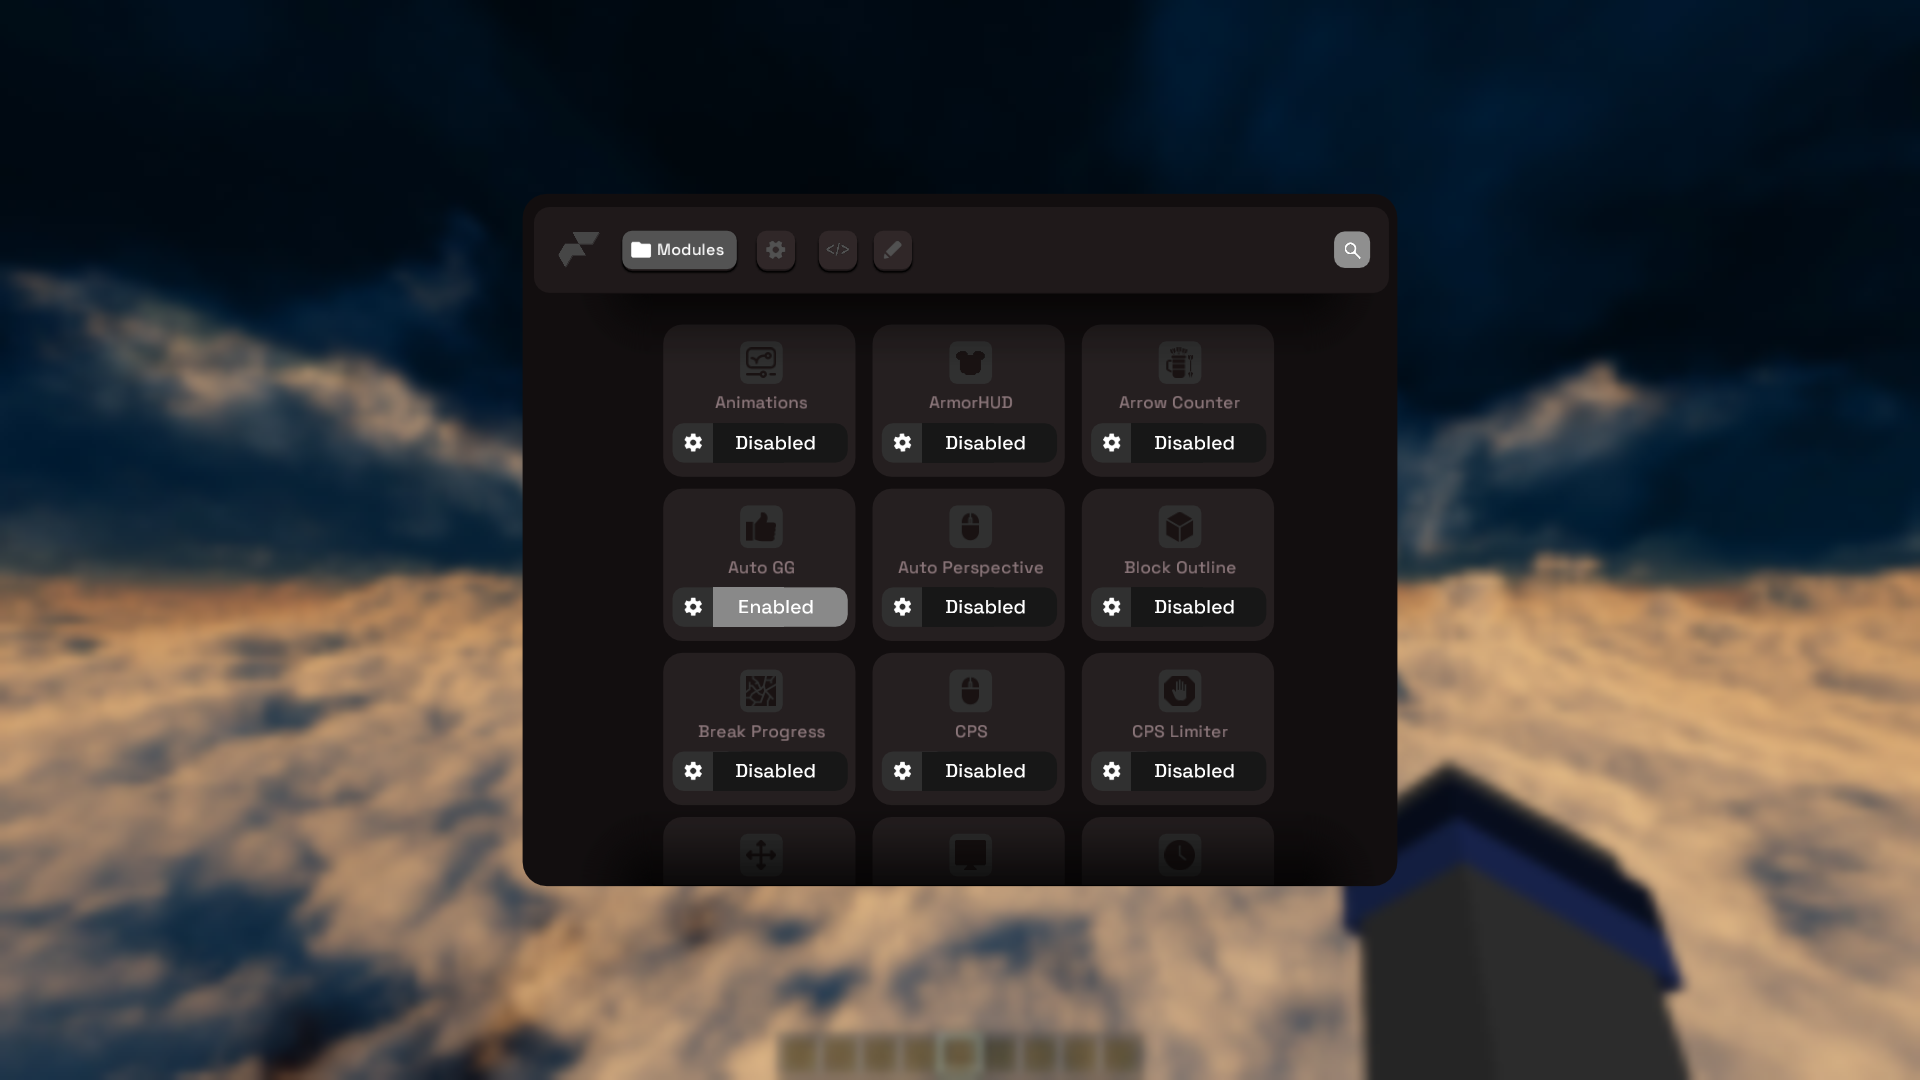 Modules
</>
Animations
ArmorHUD
Arrow Counter
Disabled
Disabled
Disabled
Auto GG
Auto Perspective
Block Outline
Enabled
Disabled
Disabled
Break Progress
CPS
CPS Limiter
Disabled
Disabled
Disabled